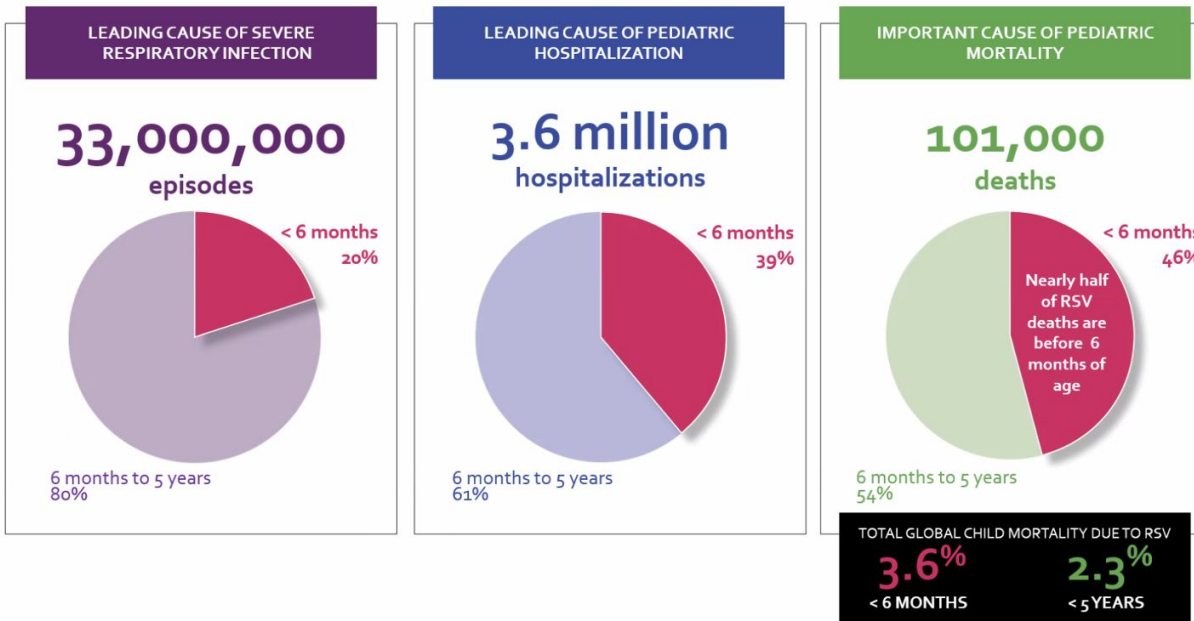 LEADING CAUSE OF SEVERE
RESPIRATORY INFECTION
33,000,000
episodes
< 6 months
20%
6 months to 5 years
80%
LEADING CAUSE OF PEDIATRIC
HOSPITALIZATION
3.6 million
hospitalizations
< 6 months
39%
6 months to 5 years
61%
IMPORTANT CAUSE OF PEDIATRIC
MORTALITY
101,000
deaths
< 6 months
46%
Nearly half
of RSV
deaths are
before 6
months of
age
6 months to 5 years
54%
TOTAL GLOBAL CHILD MORTALITY DUE TO RSV
3.6% 2.3%
< 6 MONTHS < 5 YEARS